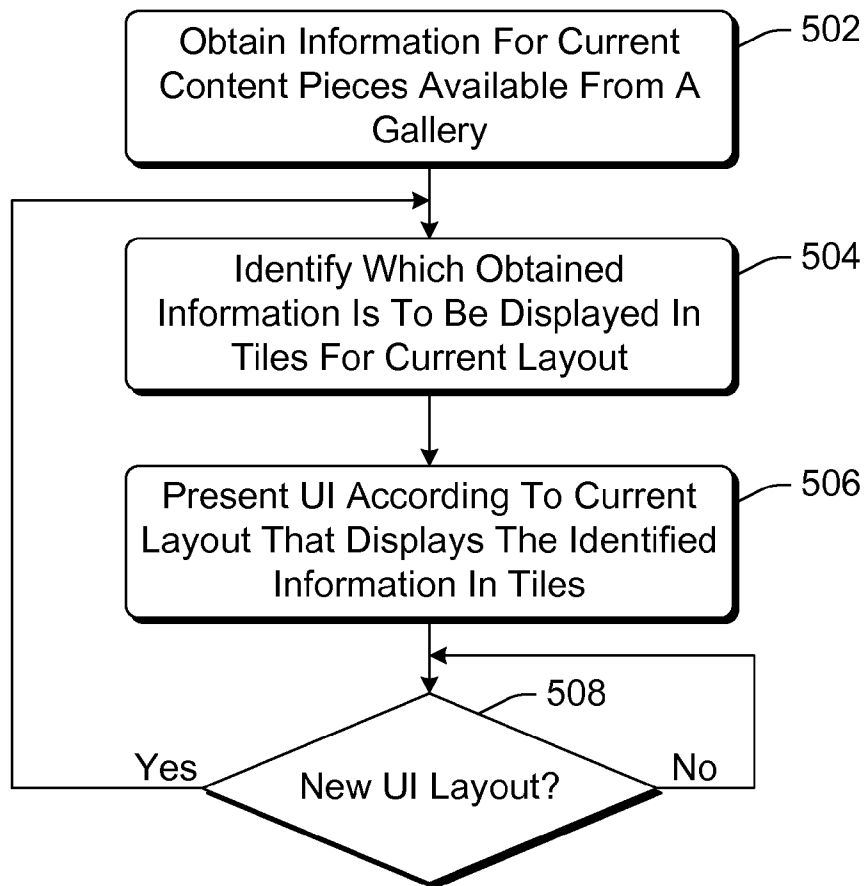 Obtain Information For Current
Content Pieces Available From A
Gallery
502
Identify Which Obtained
Information Is To Be Displayed In
Tiles For Current Layout
504
Present UI According To Current
Layout That Displays The Identified
Information In Tiles
506
508
Yes
New UI Layout?
No